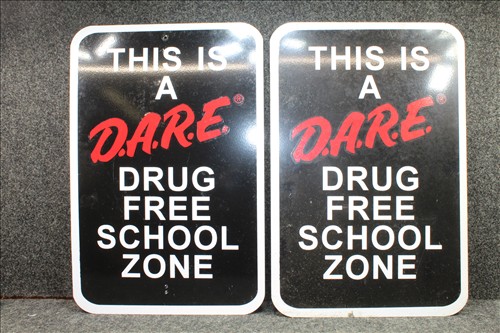 THIS IS
A
D.A.R.E.®
DRUG
FREE
SCHOOL
ZONE
THIS IS
A
D.A.R.E.®
DRUG
FREE
SCHOOL
ZONE